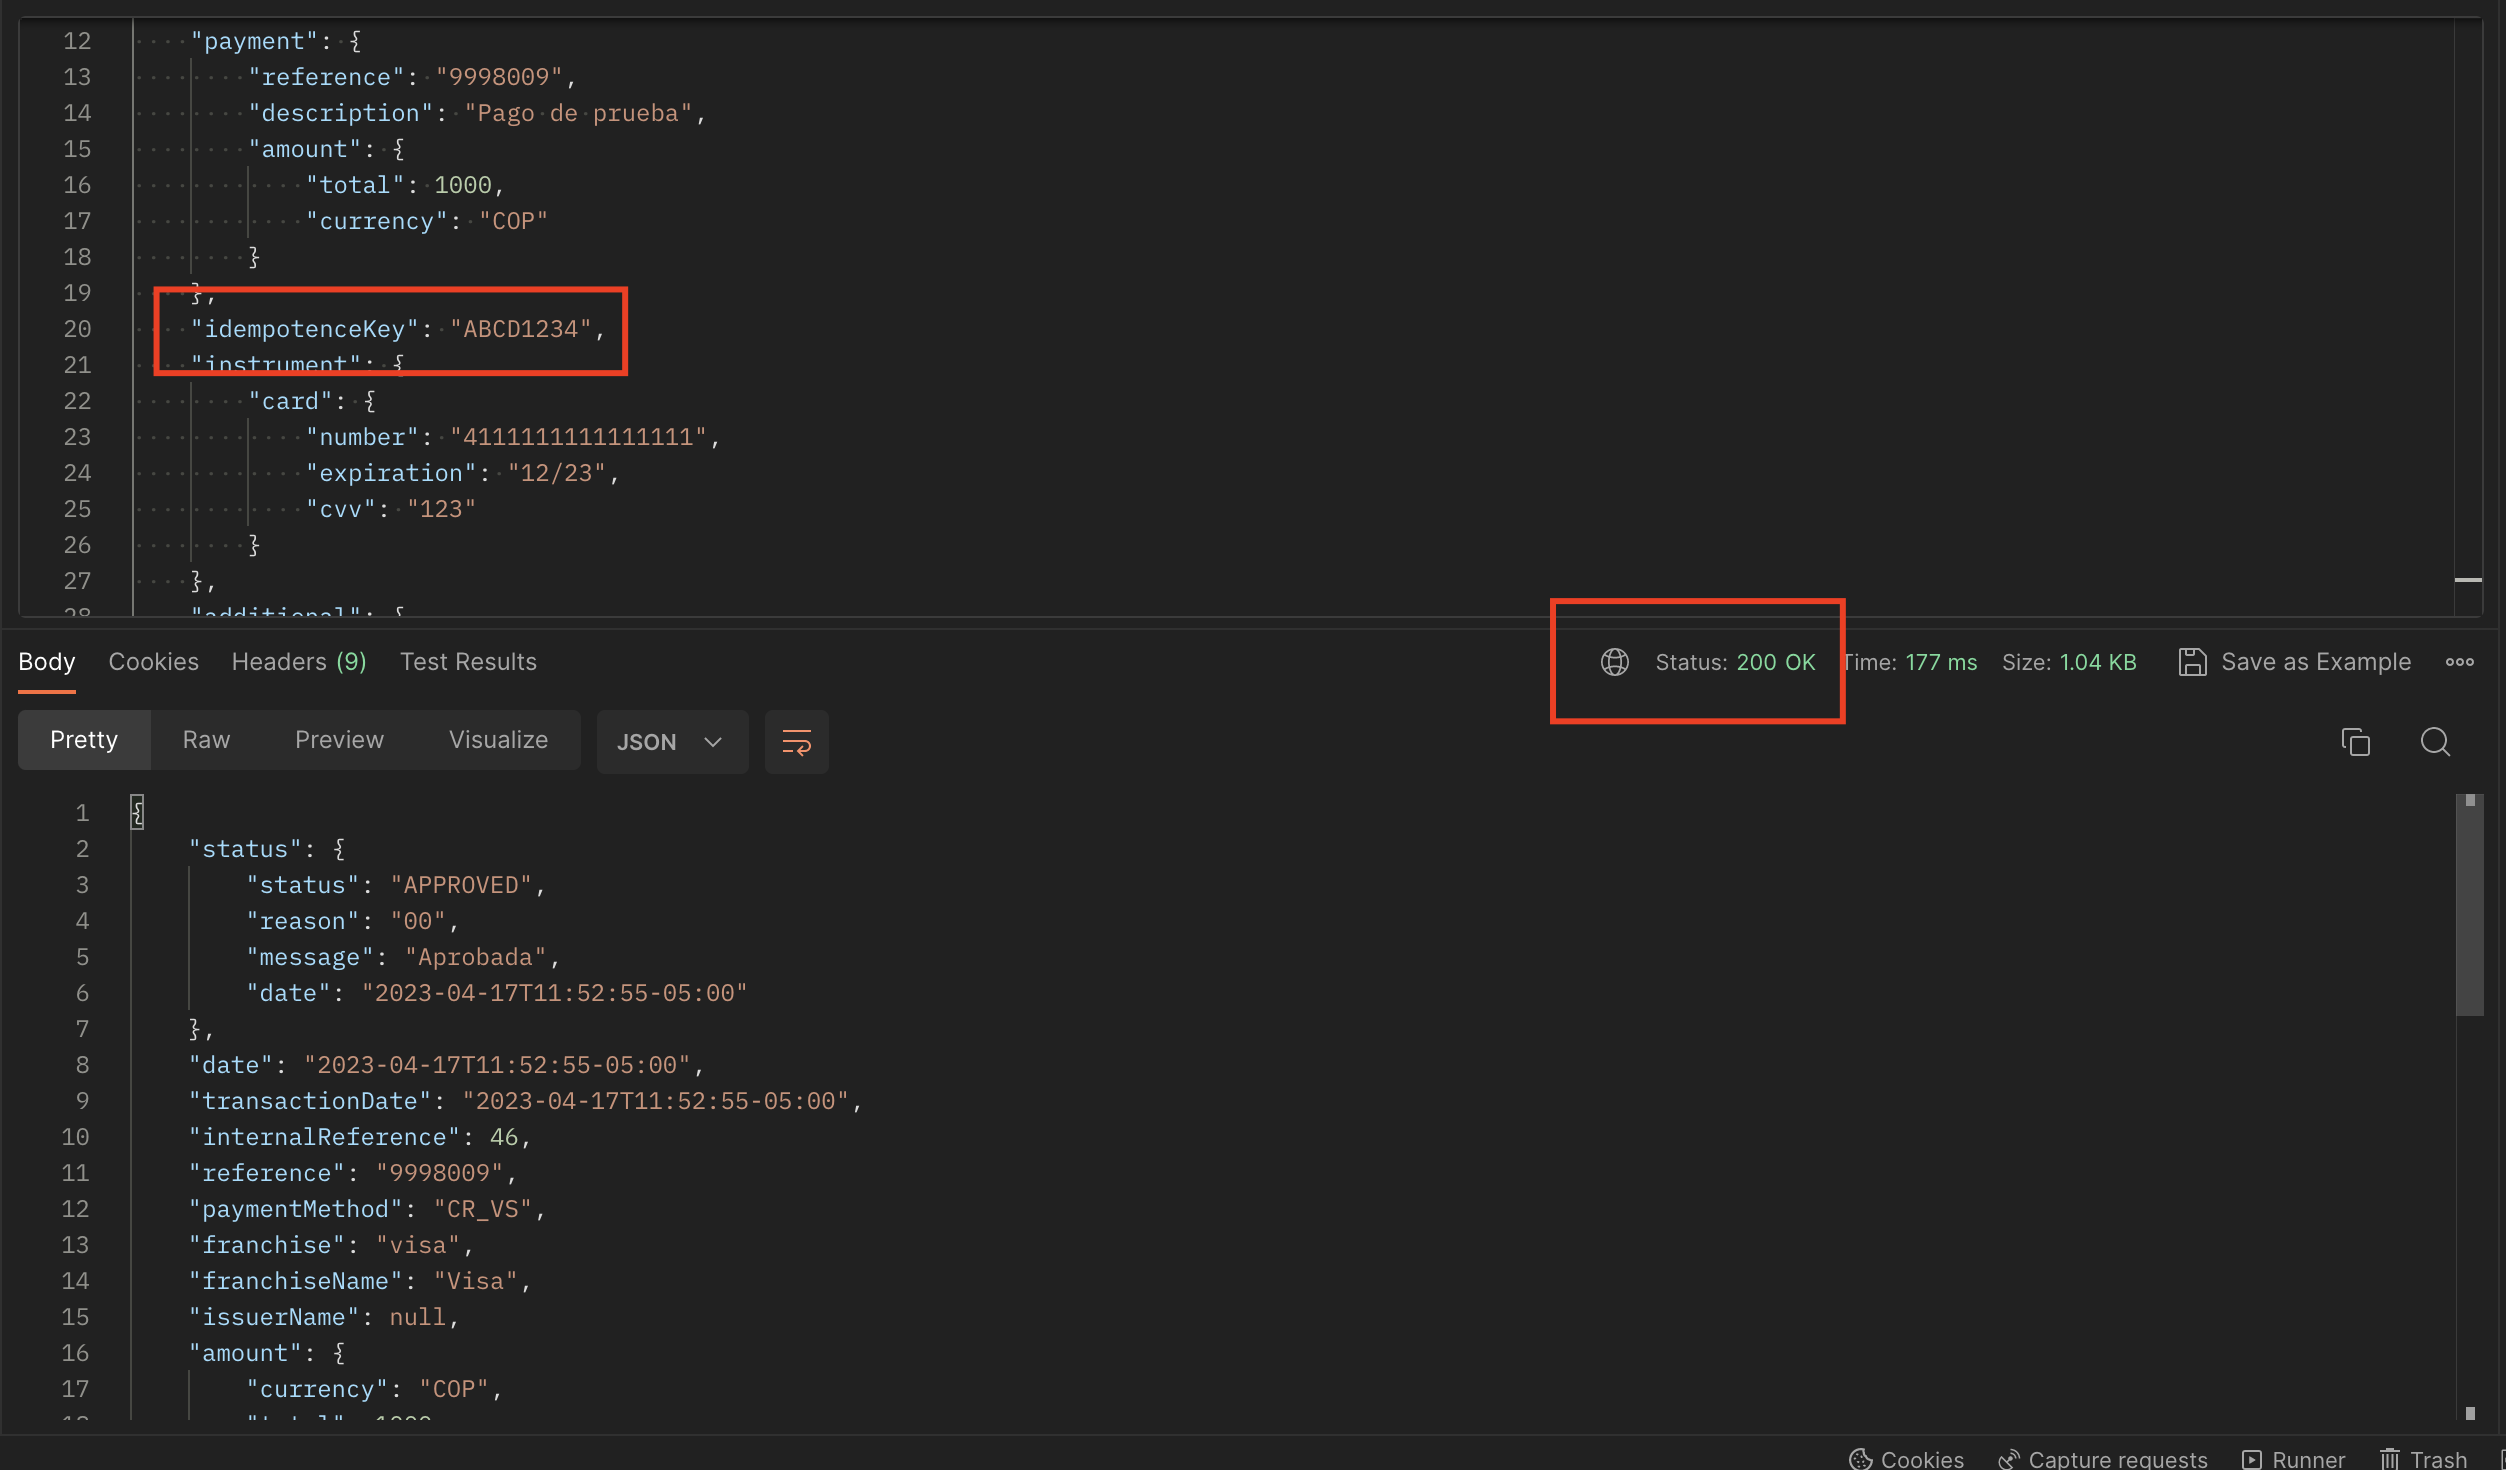 12 "payment": {
13 "reference": "9998009",
14 "description": "Pago de prueba",
15 "amount": {
16 "total": 1000,
17 "currency": "COP"
18 }
19 },
20 "idempotenceKey": "ABCD1234",
21 "instrument": {
22 "card": {
23 "number": "4111111111111111",
24 "expiration": "12/23",
25 "cvv": "123"
26 }
27 },
28 "additional": {
Body Cookies Headers (9) Test Results Status: 200 OK Time: 177 ms Size: 1.04 KB Save as Example
Pretty Raw Preview Visualize JSON
1 {
2 "status": {
3 "status": "APPROVED",
4 "reason": "00",
5 "message": "Aprobada",
6 "date": "2023-04-17T11:52:55-05:00"
7 },
8 "date": "2023-04-17T11:52:55-05:00",
9 "transactionDate": "2023-04-17T11:52:55-05:00",
10 "internalReference": 46,
11 "reference": "9998009",
12 "paymentMethod": "CR_VS",
13 "franchise": "visa",
14 "franchiseName": "Visa",
15 "issuerName": null,
16 "amount": {
17 "currency": "COP",
18 "total": 1000
Cookies Capture requests Runner Trash